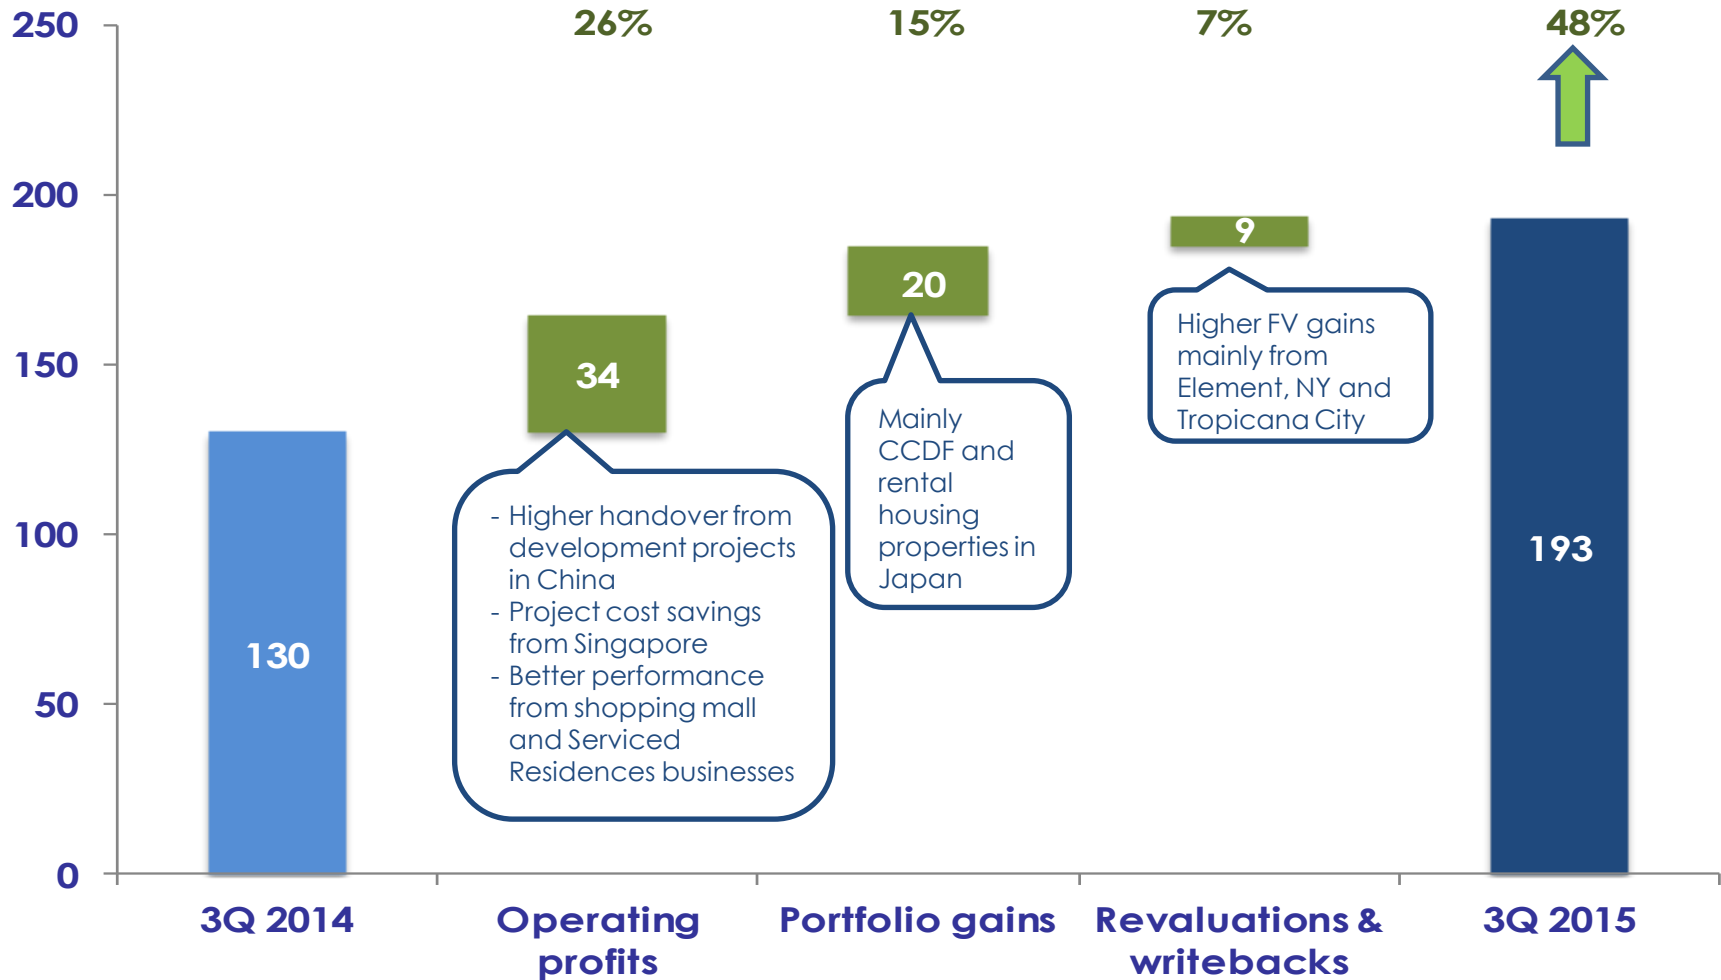 26%
15%
7%
48%
250
200
150
100
50
0
130
34
20
9
193
- Higher handover from
development projects
in China
- Project cost savings
from Singapore
- Better performance
from shopping mall
and Serviced
Residences businesses
Mainly
CCDF and
rental
housing
properties in
Japan
Higher FV gains
mainly from
Element, NY and
Tropicana City
3Q 2014
Operating
profits
Portfolio gains
Revaluations &
writebacks
3Q 2015